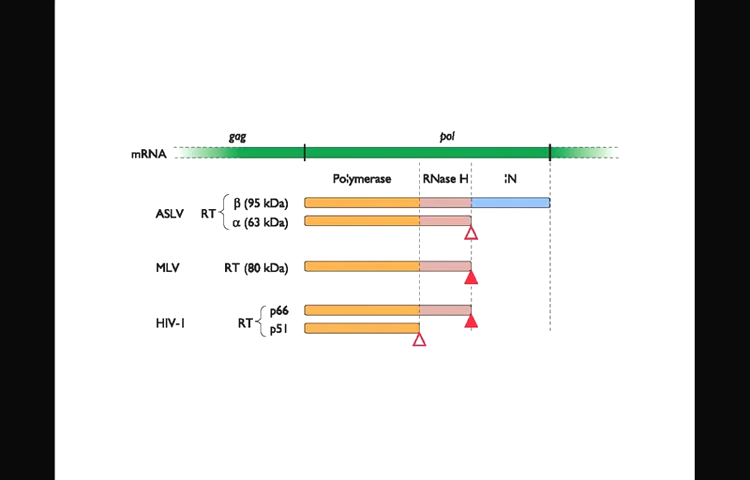 gag pol
mRNA
Polymerase RNase H IN
ASLV RT β (95 kDa)
α (63 kDa)
MLV RT (80 kDa)
HIV-1 RT p66
p51